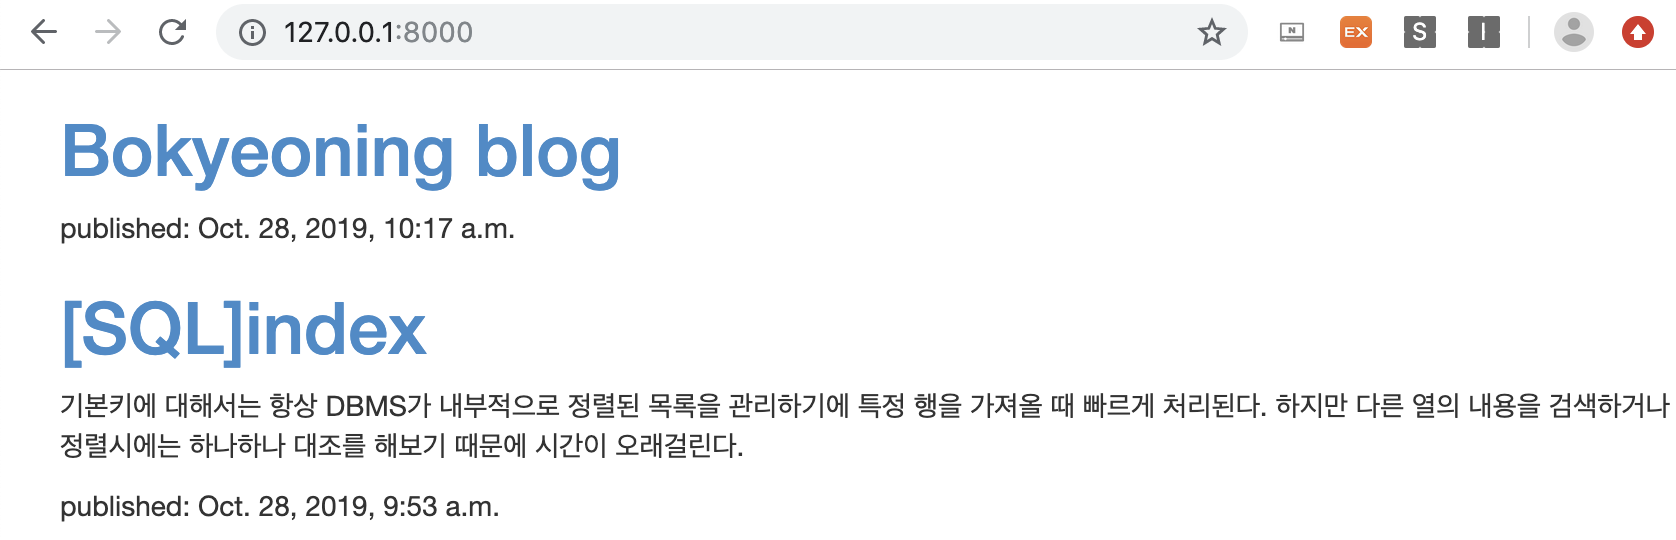 127.0.0.1:8000
N
EX
S
I
Bokyeoning blog
published: Oct. 28, 2019, 10:17 a.m.
[SQL]index
기본키에 대해서는 항상 DBMS가 내부적으로 정렬된 목록을 관리하기에 특정 행을 가져올 때 빠르게 처리된다. 하지만 다른 열의 내용을 검색하거나
정렬시에는 하나하나 대조를 해보기 때문에 시간이 오래걸린다.
published: Oct. 28, 2019, 9:53 a.m.